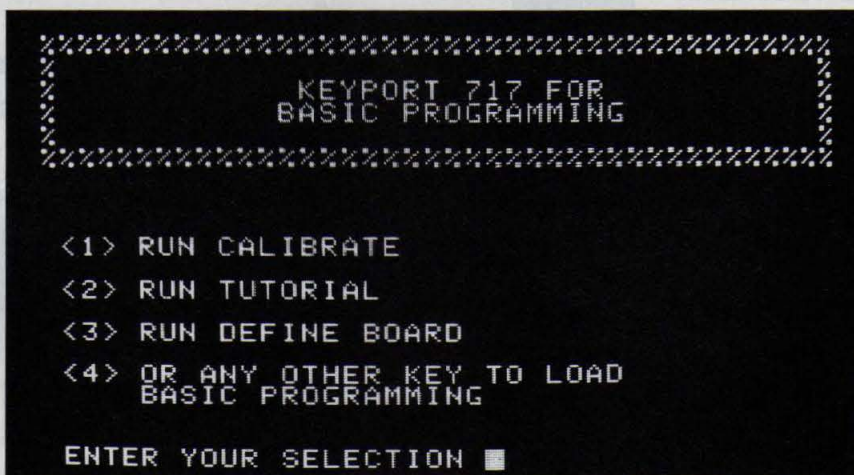 %%%%%%%%%%%%%%%%%%%%%%%%%%%%%%%%%%%%%%%
% %
% KEYPORT 717 FOR %
% BASIC PROGRAMMING %
% %
%%%%%%%%%%%%%%%%%%%%%%%%%%%%%%%%%%%%%%%
<1> RUN CALIBRATE
<2> RUN TUTORIAL
<3> RUN DEFINE BOARD
<4> OR ANY OTHER KEY TO LOAD
BASIC PROGRAMMING
ENTER YOUR SELECTION